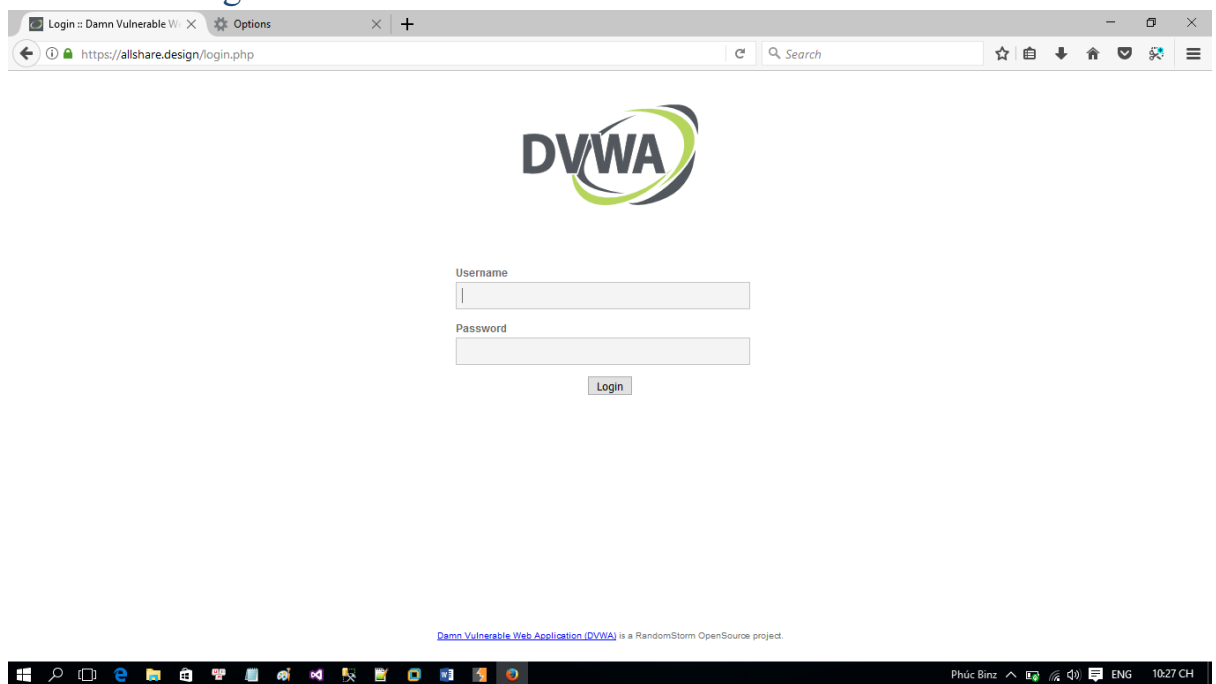 Login :: Damn Vulnerable W
Options
https://allshare.design/login.php
Search
DVWA
Username
Password
Login
Damn Vulnerable Web Application (DVWA) is a RandomStorm OpenSource project.
Phúc Binz
ENG
10:27 CH